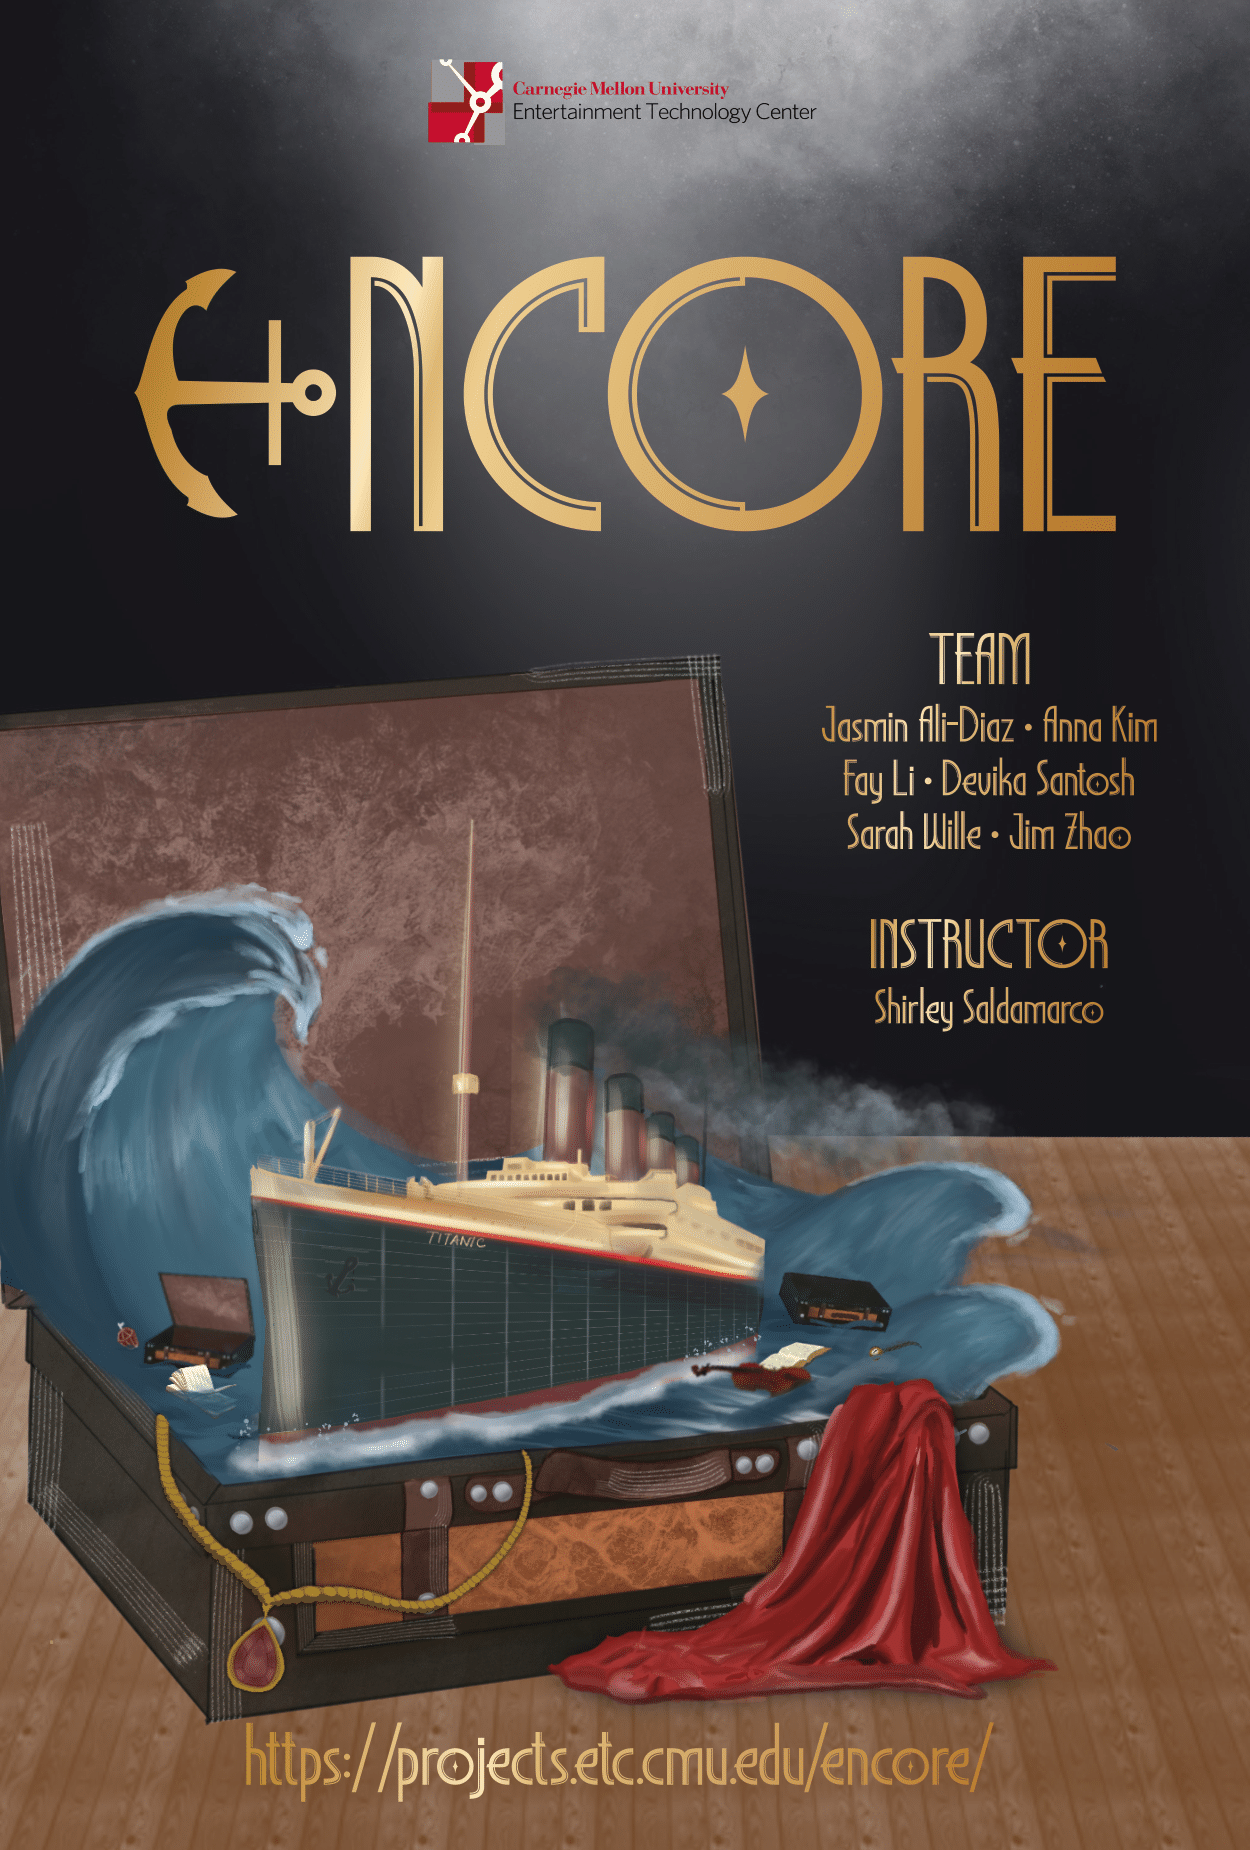 Carnegie Mellon University
Entertainment Technology Center
ENCORE
TEAM
Jasmin Ali-Diaz • Anna Kim
Fay Li • Devika Santosh
Sarah Wille • Jim Zhao
INSTRUCTOR
Shirley Saldamarco
TITANIC
https://projects.etc.cmu.edu/encore/